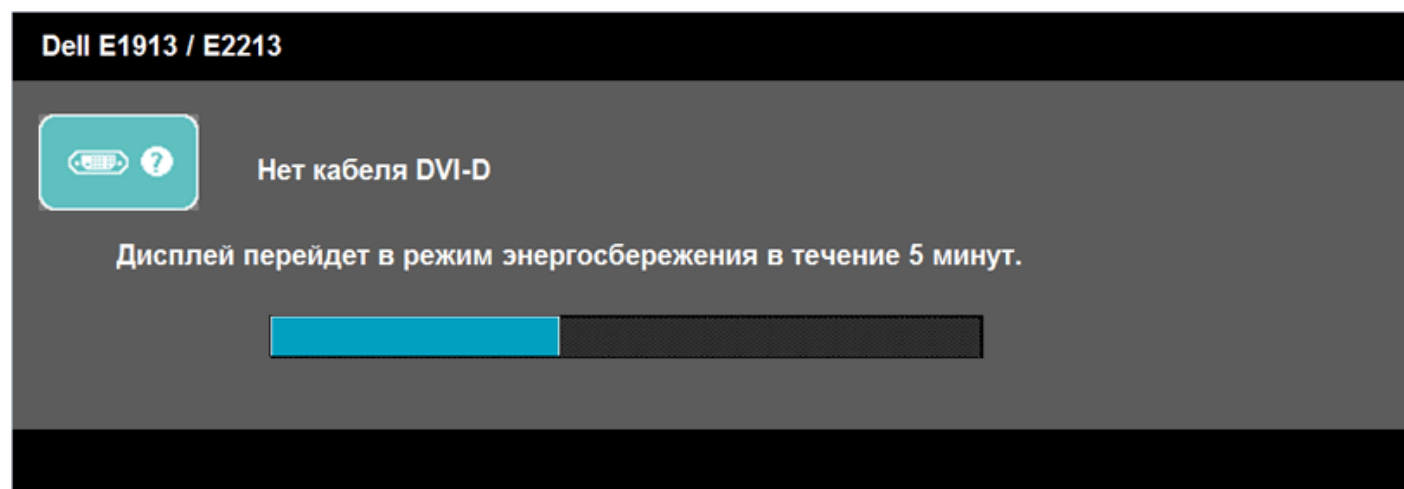 Dell E1913 / E2213
Нет кабеля DVI-D
Дисплей перейдет в режим энергосбережения в течение 5 минут.